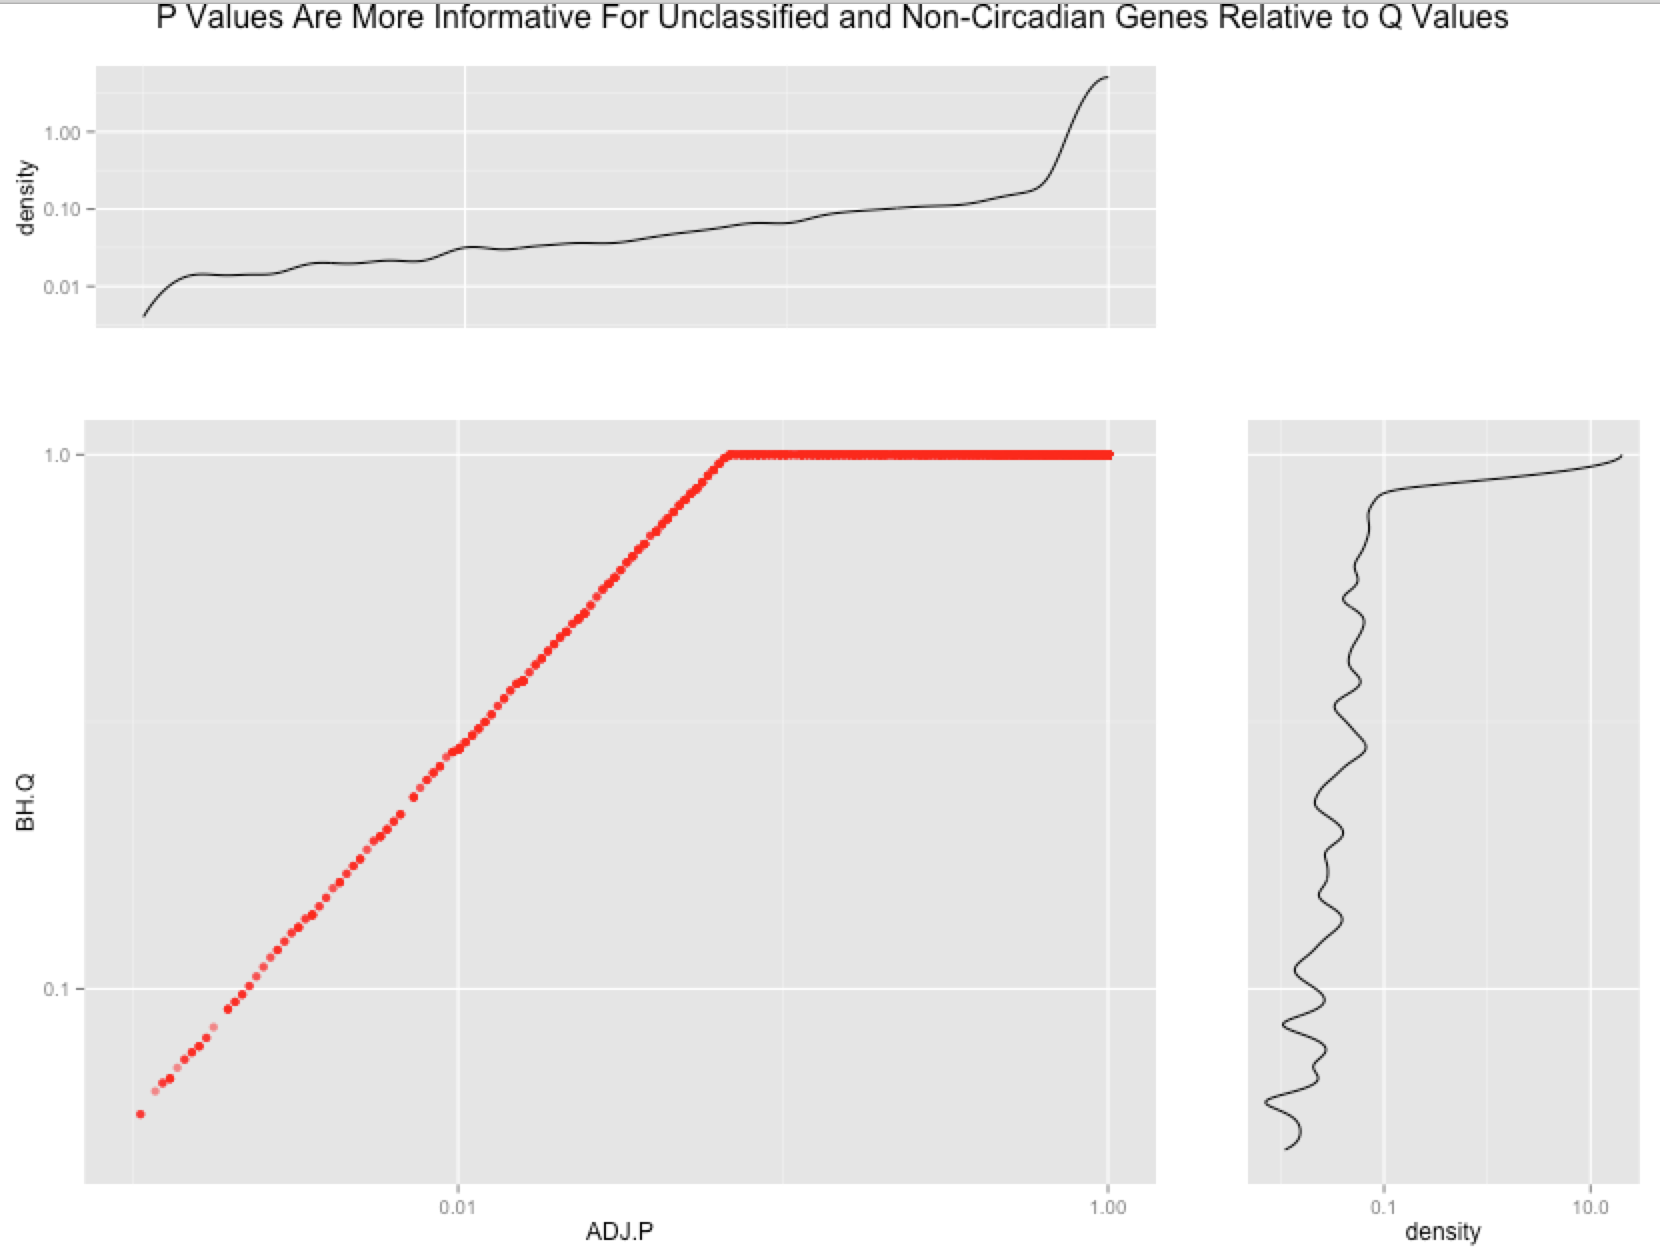 P Values Are More Informative For Unclassified and Non-Circadian Genes Relative to Q Values
density
1.00
0.10
0.01
BH.Q
1.0
0.1
0.01
1.00
ADJ.P
0.1
10.0
density